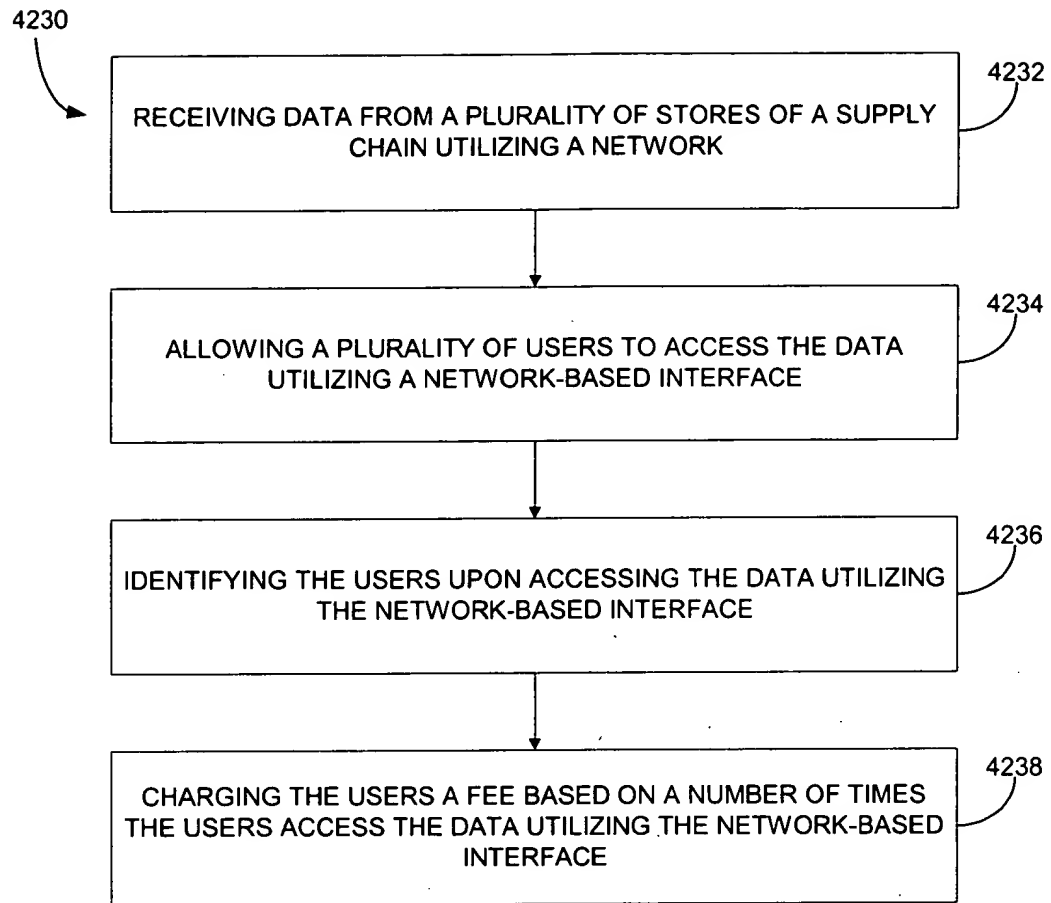 4230
4232
RECEIVING DATA FROM A PLURALITY OF STORES OF A SUPPLY
CHAIN UTILIZING A NETWORK
4234
ALLOWING A PLURALITY OF USERS TO ACCESS THE DATA
UTILIZING A NETWORK-BASED INTERFACE
4236
IDENTIFYING THE USERS UPON ACCESSING THE DATA UTILIZING
THE NETWORK-BASED INTERFACE
4238
CHARGING THE USERS A FEE BASED ON A NUMBER OF TIMES
THE USERS ACCESS THE DATA UTILIZING THE NETWORK-BASED
INTERFACE